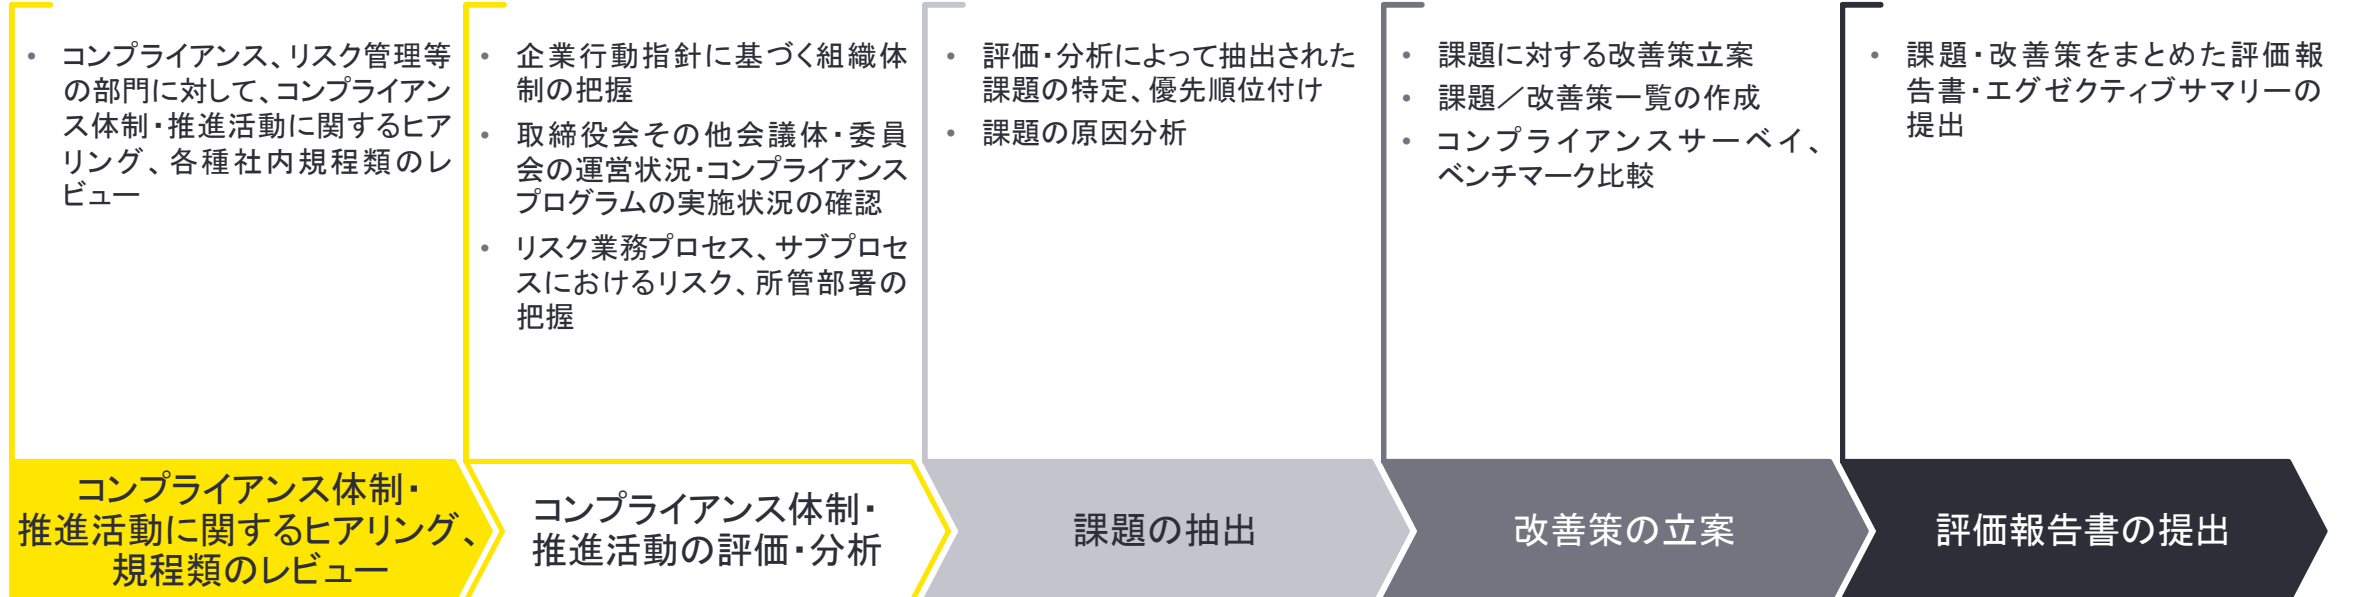 • コンプライアンス、リスク管理等
の部門に対して、コンプライアン
ス体制・推進活動に関するヒア
リング、各種社内規程類のレ
ビュー
• 企業行動指針に基づく組織体
制の把握
• 取締役会その他会議体・委員
会の運営状況・コンプライアンス
プログラムの実施状況の確認
• リスク業務プロセス、サブプロセ
スにおけるリスク、所管部署の
把握
• 評価・分析によって抽出された
課題の特定、優先順位付け
• 課題の原因分析
• 課題に対する改善策立案
• 課題／改善策一覧の作成
• コンプライアンスサーベイ、
ベンチマーク比較
• 課題・改善策をまとめた評価報
告書・エグゼクティブサマリーの
提出
コンプライアンス体制・
推進活動に関するヒアリング、
規程類のレビュー
コンプライアンス体制・
推進活動の評価・分析
課題の抽出
改善策の立案
評価報告書の提出